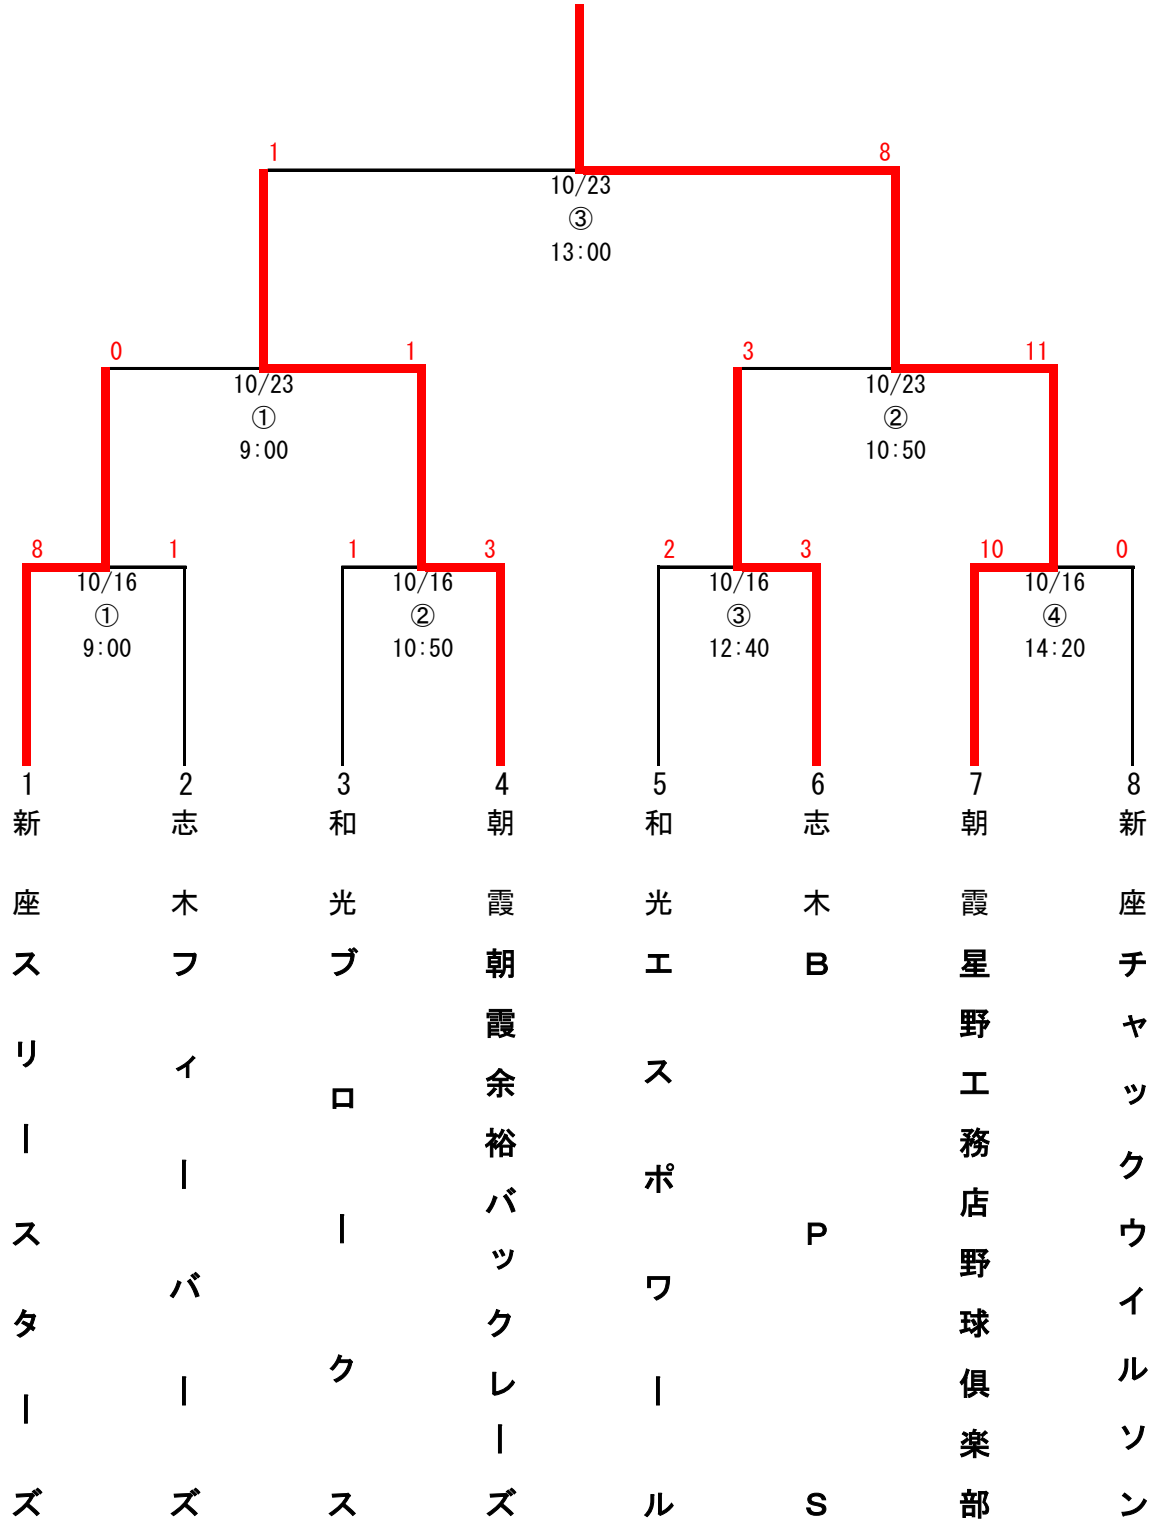 1 8
10/23
③
13:00
0 1 3 11
10/23 10/23
① ②
9:00 10:50
8 1 1 3 2 3 10 0
10/16 10/16 10/16 10/16
① ② ③ ④
9:00 10:50 12:40 14:20
1 2 3 4 5 6 7 8
新座
スリースターズ
志木
フィーバーズ
和光
ブロークス
朝霞
朝霞余裕バックレーズ
和光
エスポワール
志木
BPS
朝霞
星野工務店野球俱楽部
新座
チャックウイルソン